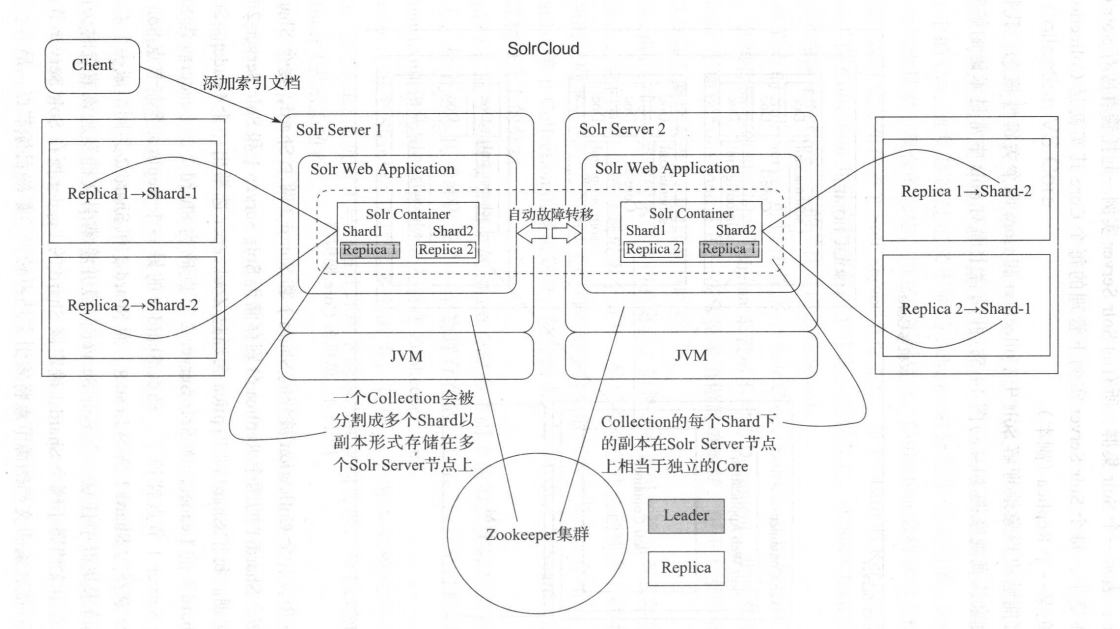 SolrCloud
Client
添加索引文档
Solr Server 1
Solr Server 2
Solr Web Application
Solr Web Application
Replica 1→Shard-1
Replica 1→Shard-2
Solr Container
Shard1 Shard2
Replica 1 Replica 2
自动故障转移
Solr Container
Shard1 Shard2
Replica 2 Replica 1
Replica 2→Shard-2
Replica 2→Shard-1
JVM
JVM
一个Collection会被
分割成多个Shard以
副本形式存储在多
个Solr Server节点上
Collection的每个Shard下
的副本在Solr Server节点
上相当于独立的Core
Zookeeper集群
Leader
Replica